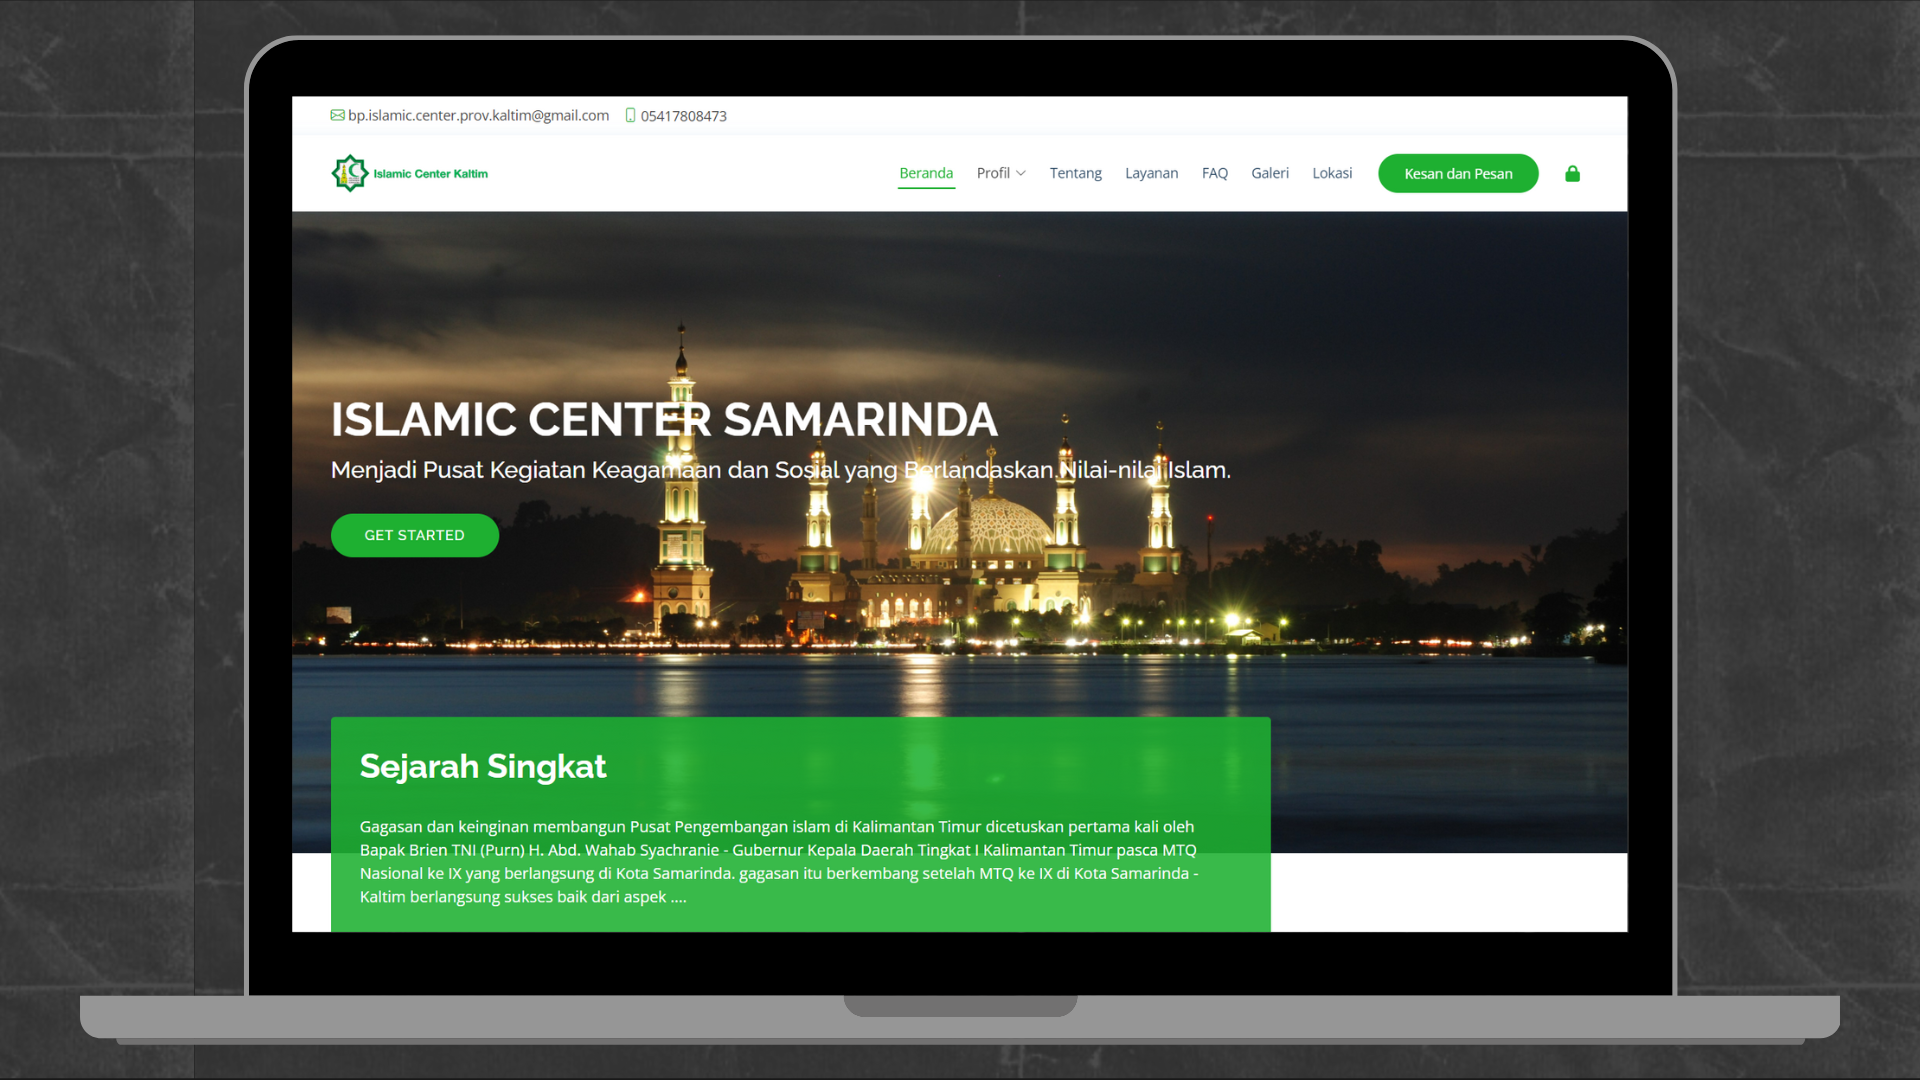 bp.islamic.center.prov.kaltim@gmail.com 05417808473
Islamic Center Kaltim
Beranda Profil Tentang Layanan FAQ Galeri Lokasi Kesan dan Pesan
ISLAMIC CENTER SAMARINDA
Menjadi Pusat Kegiatan Keagamaan dan Sosial yang Berlandaskan Nilai-nilai Islam.
GET STARTED
Sejarah Singkat
Gagasan dan keinginan membangun Pusat Pengembangan islam di Kalimantan Timur dicetuskan pertama kali oleh
Bapak Brien TNI (Purn) H. Abd. Wahab Syachranie - Gubernur Kepala Daerah Tingkat I Kalimantan Timur pasca MTQ
Nasional ke IX yang berlangsung di Kota Samarinda. gagasan itu berkembang setelah MTQ ke IX di Kota Samarinda -
Kaltim berlangsung sukses baik dari aspek ....